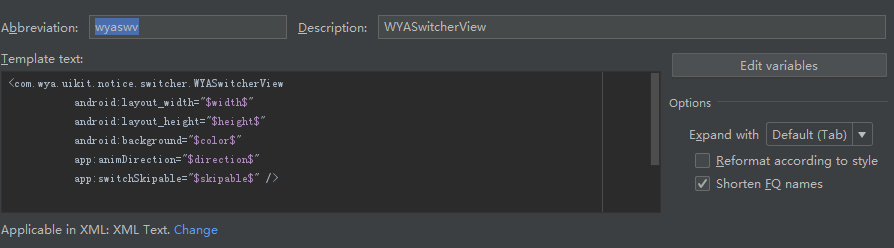 Abbreviation: wyaswv Description: WYASwitcherView
Template text:
<com.wya.uikit.notice.switcher.WYASwitcherView
android:layout_width="$width$"
android:layout_height="$height$"
android:background="$color$"
app:animDirection="$direction$"
app:switchSkipable="$skipable$" />
Edit variables
Options
Expand with Default (Tab)
Reformat according to style
Shorten FQ names
Applicable in XML: XML Text. Change